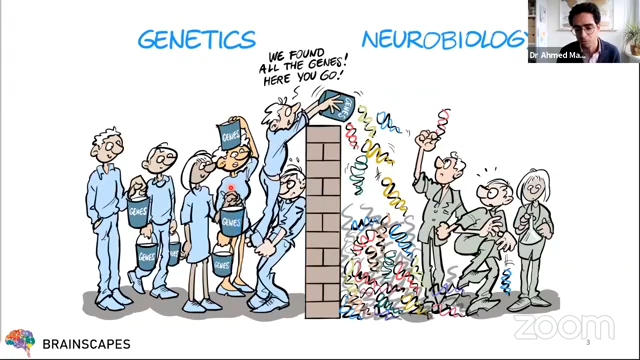 GENETICS
NEUROBIOLOGY
WE FOUND
ALL THE GENES!
HERE YOU GO!
GENES
GENES
GENES
GENES
GENES
GENES
Dr Ahmed
BRAINSCAPES
3
zoom